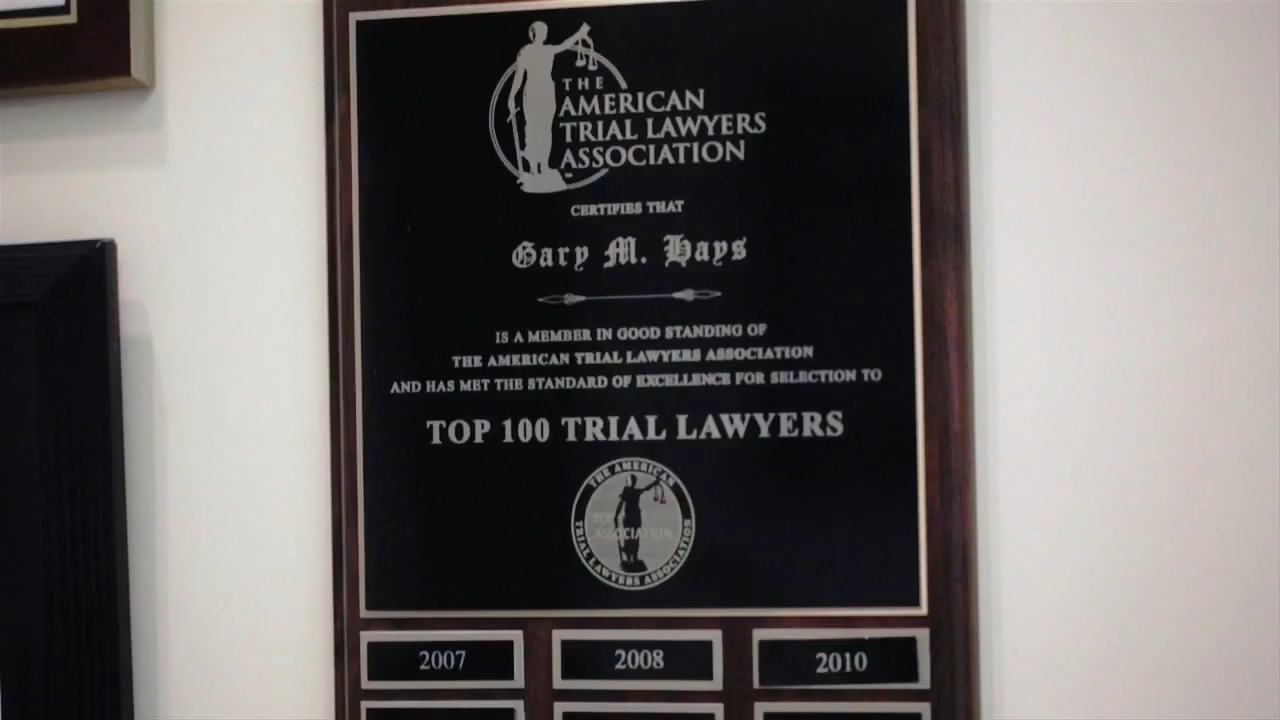 THE
AMERICAN
TRIAL LAWYERS
ASSOCIATION
CERTIFIES THAT
Gary M. Hays
IS A MEMBER IN GOOD STANDING OF
THE AMERICAN TRIAL LAWYERS ASSOCIATION
AND HAS MET THE STANDARD OF EXCELLENCE FOR SELECTION TO
TOP 100 TRIAL LAWYERS
THE AMERICAN
TRIAL LAWYERS ASSOCIATION
2007 2008 2010